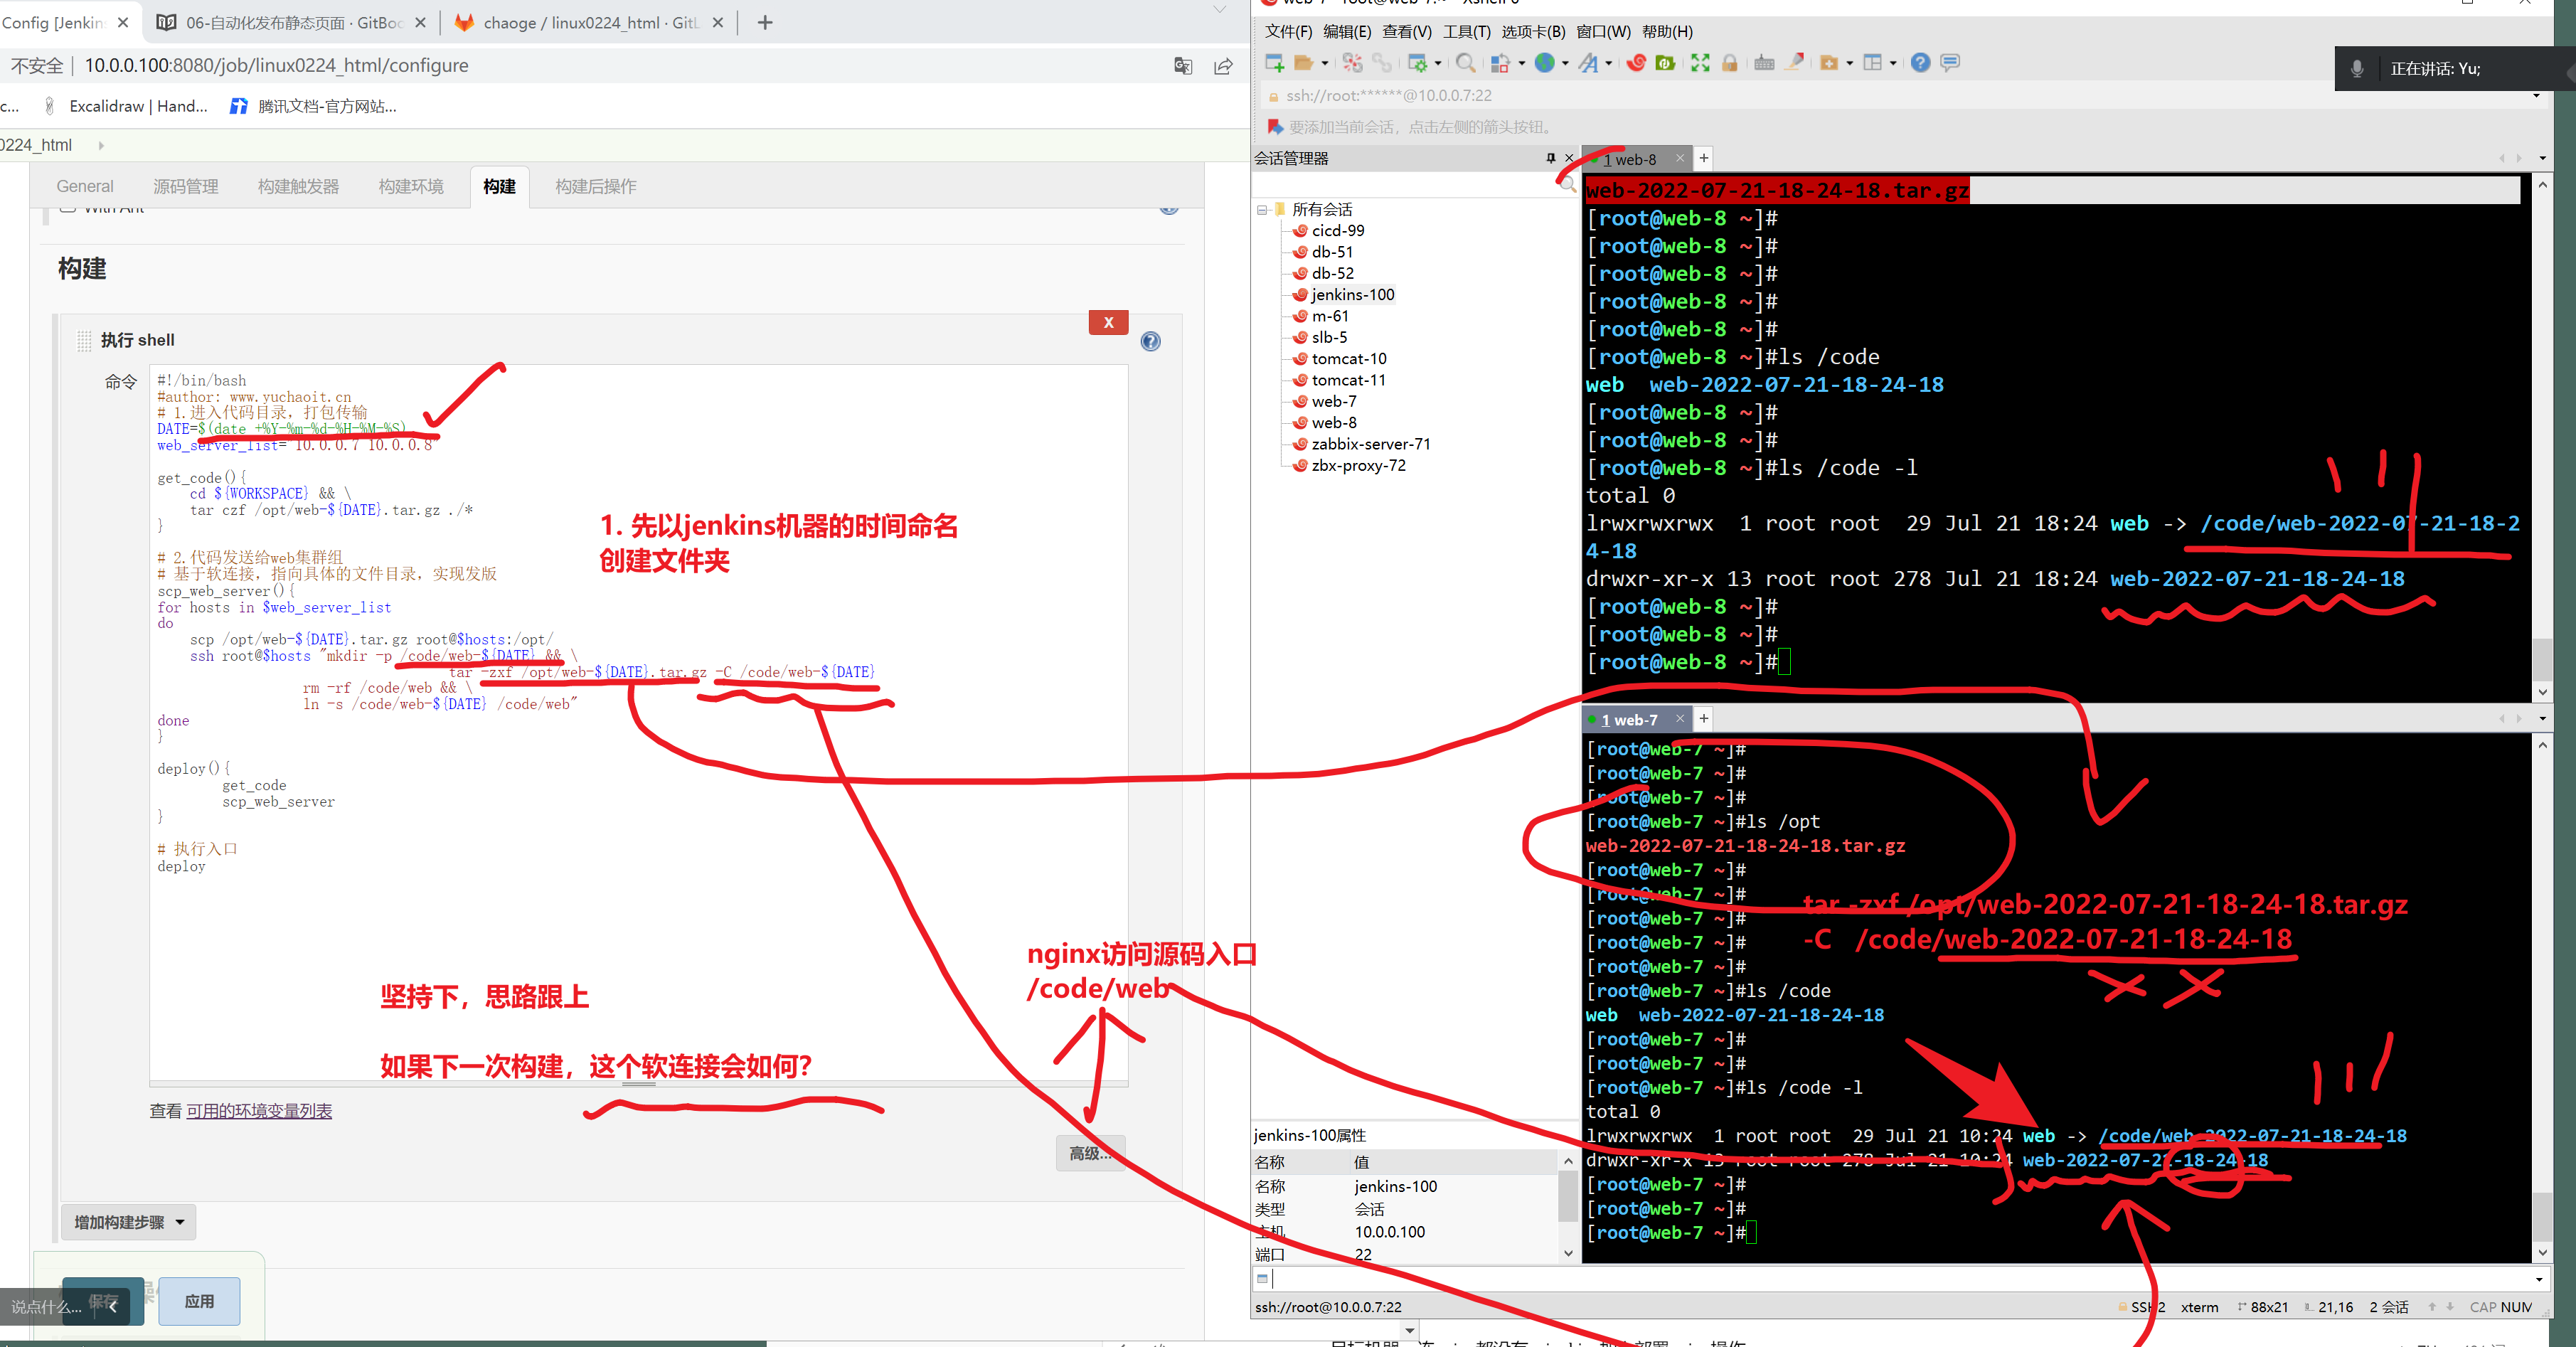 Config [Jenkin
06-自动化发布静态页面 · GitBoo
chaoge / linux0224_html · GitL
不安全
10.0.0.100:8080/job/linux0224_html/configure
c...
Excalidraw | Hand...
腾讯文档-官方网站...
0224_html
General
源码管理
构建触发器
构建环境
构建
构建后操作
With Ant
构建
X
执行 shell
命令
#!/bin/bash
#author: www.yuchaoit.cn
# 1.进入代码目录，打包传输
DATE=$(date +%Y-%m-%d-%H-%M-%S)
web_server_list="10.0.0.7 10.0.0.8"
get_code(){
cd ${WORKSPACE} && \
tar czf /opt/web-${DATE}.tar.gz ./*
}
# 2.代码发送给web集群组
# 基于软连接，指向具体的文件目录，实现发版
scp_web_server(){
for hosts in $web_server_list
do
scp /opt/web-${DATE}.tar.gz root@$hosts:/opt/
ssh root@$hosts "mkdir -p /code/web-${DATE} && \
tar -zxf /opt/web-${DATE}.tar.gz -C /code/web-${DATE}
rm -rf /code/web && \
ln -s /code/web-${DATE} /code/web"
done
}
deploy(){
get_code
scp_web_server
}
# 执行入口
deploy
1. 先以jenkins机器的时间命名
创建文件夹
nginx访问源码入口
/code/web
坚持下，思路跟上
如果下一次构建，这个软连接会如何?
查看 可用的环境变量列表
高级...
增加构建步骤
说点什么...
保存
应用
文件(F) 编辑(E) 查看(V) 工具(T) 选项卡(B) 窗口(W) 帮助(H)
正在讲话: Yu;
ssh://root:******@10.0.0.7:22
要添加当前会话，点击左侧的箭头按钮。
会话管理器
所有会话
cicd-99
db-51
db-52
jenkins-100
m-61
slb-5
tomcat-10
tomcat-11
web-7
web-8
zabbix-server-71
zbx-proxy-72
jenkins-100属性
名称 值
名称 jenkins-100
类型 会话
主机 10.0.0.100
端口 22
1 web-8
web-2022-07-21-18-24-18.tar.gz
[root@web-8 ~]#
[root@web-8 ~]#
[root@web-8 ~]#
[root@web-8 ~]#
[root@web-8 ~]#
[root@web-8 ~]#ls /code
web web-2022-07-21-18-24-18
[root@web-8 ~]#
[root@web-8 ~]#
[root@web-8 ~]#ls /code -l
total 0
lrwxrwxrwx 1 root root 29 Jul 21 18:24 web -> /code/web-2022-07-21-18-2
4-18
drwxr-xr-x 13 root root 278 Jul 21 18:24 web-2022-07-21-18-24-18
[root@web-8 ~]#
[root@web-8 ~]#
[root@web-8 ~]#
1 web-7
[root@web-7 ~]#
[root@web-7 ~]#
[root@web-7 ~]#
[root@web-7 ~]#ls /opt
web-2022-07-21-18-24-18.tar.gz
[root@web-7 ~]#
[root@web-7 ~]#
[root@web-7 ~]#
[root@web-7 ~]#
[root@web-7 ~]#
[root@web-7 ~]#ls /code
web web-2022-07-21-18-24-18
[root@web-7 ~]#
[root@web-7 ~]#
[root@web-7 ~]#ls /code -l
total 0
lrwxrwxrwx 1 root root 29 Jul 21 10:24 web -> /code/web-2022-07-21-18-24-18
drwxr-xr-x 13 root root 278 Jul 21 10:24 web-2022-07-21-18-24-18
[root@web-7 ~]#
[root@web-7 ~]#
[root@web-7 ~]#
tar -zxf /opt/web-2022-07-21-18-24-18.tar.gz
-C /code/web-2022-07-21-18-24-18
ssh://root@10.0.0.7:22
SSH2 xterm 88x21 21,16 2 会话 CAP NUM